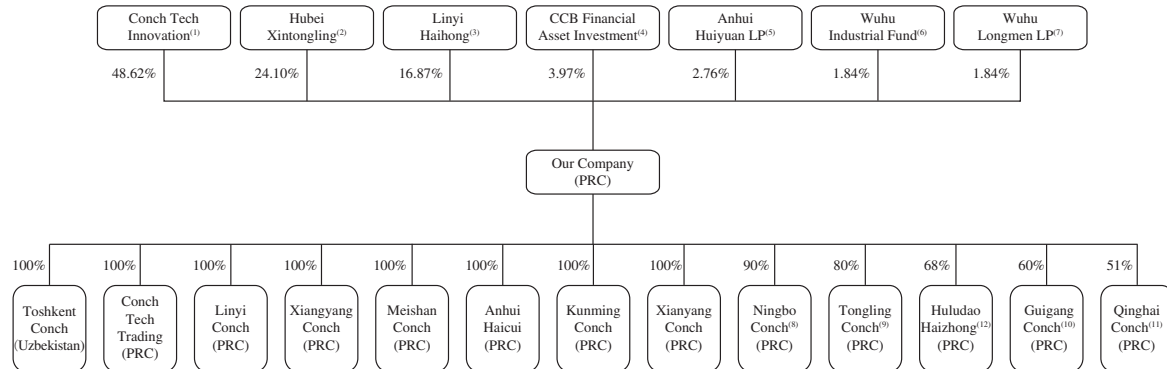 Conch Tech
Innovation(1)
Hubei
Xintongling(2)
Linyi
Haihong(3)
CCB Financial
Asset Investment(4)
Anhui
Huiyuan LP(5)
Wuhu
Industrial Fund(6)
Wuhu
Longmen LP(7)
48.62%
24.10%
16.87%
3.97%
2.76%
1.84%
1.84%
Our Company
(PRC)
100%
100%
100%
100%
100%
100%
100%
100%
90%
80%
68%
60%
51%
Toshkent
Conch
(Uzbekistan)
Conch
Tech
Trading
(PRC)
Linyi
Conch
(PRC)
Xiangyang
Conch
(PRC)
Meishan
Conch
(PRC)
Anhui
Haicui
(PRC)
Kunming
Conch
(PRC)
Xianyang
Conch
(PRC)
Ningbo
Conch(8)
(PRC)
Tongling
Conch(9)
(PRC)
Huludao
Haizhong(12)
(PRC)
Guigang
Conch(10)
(PRC)
Qinghai
Conch(11)
(PRC)